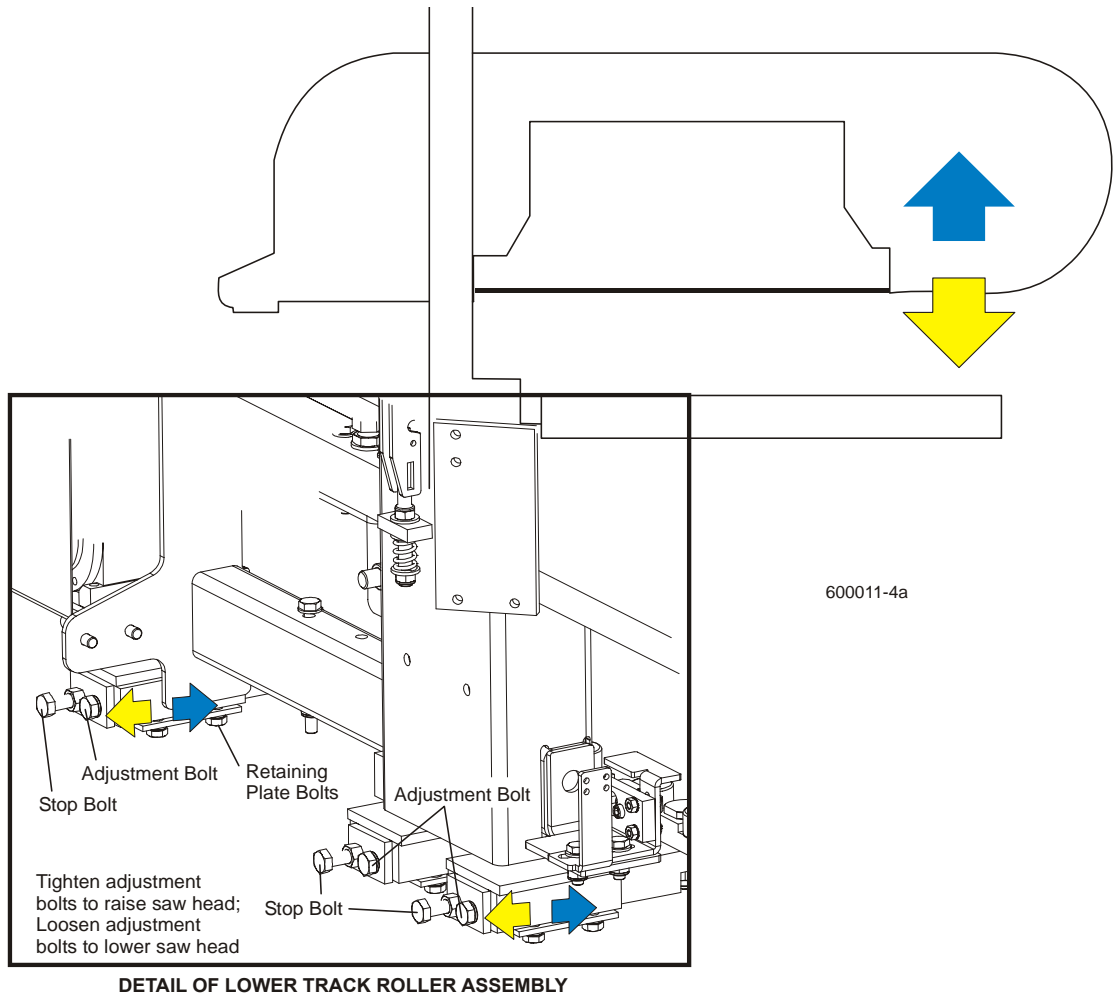 600011-4a
Adjustment Bolt
Retaining
Plate Bolts
Stop Bolt
Adjustment Bolt
Tighten adjustment
bolts to raise saw head;
Loosen adjustment
bolts to lower saw head
Stop Bolt
DETAIL OF LOWER TRACK ROLLER ASSEMBLY